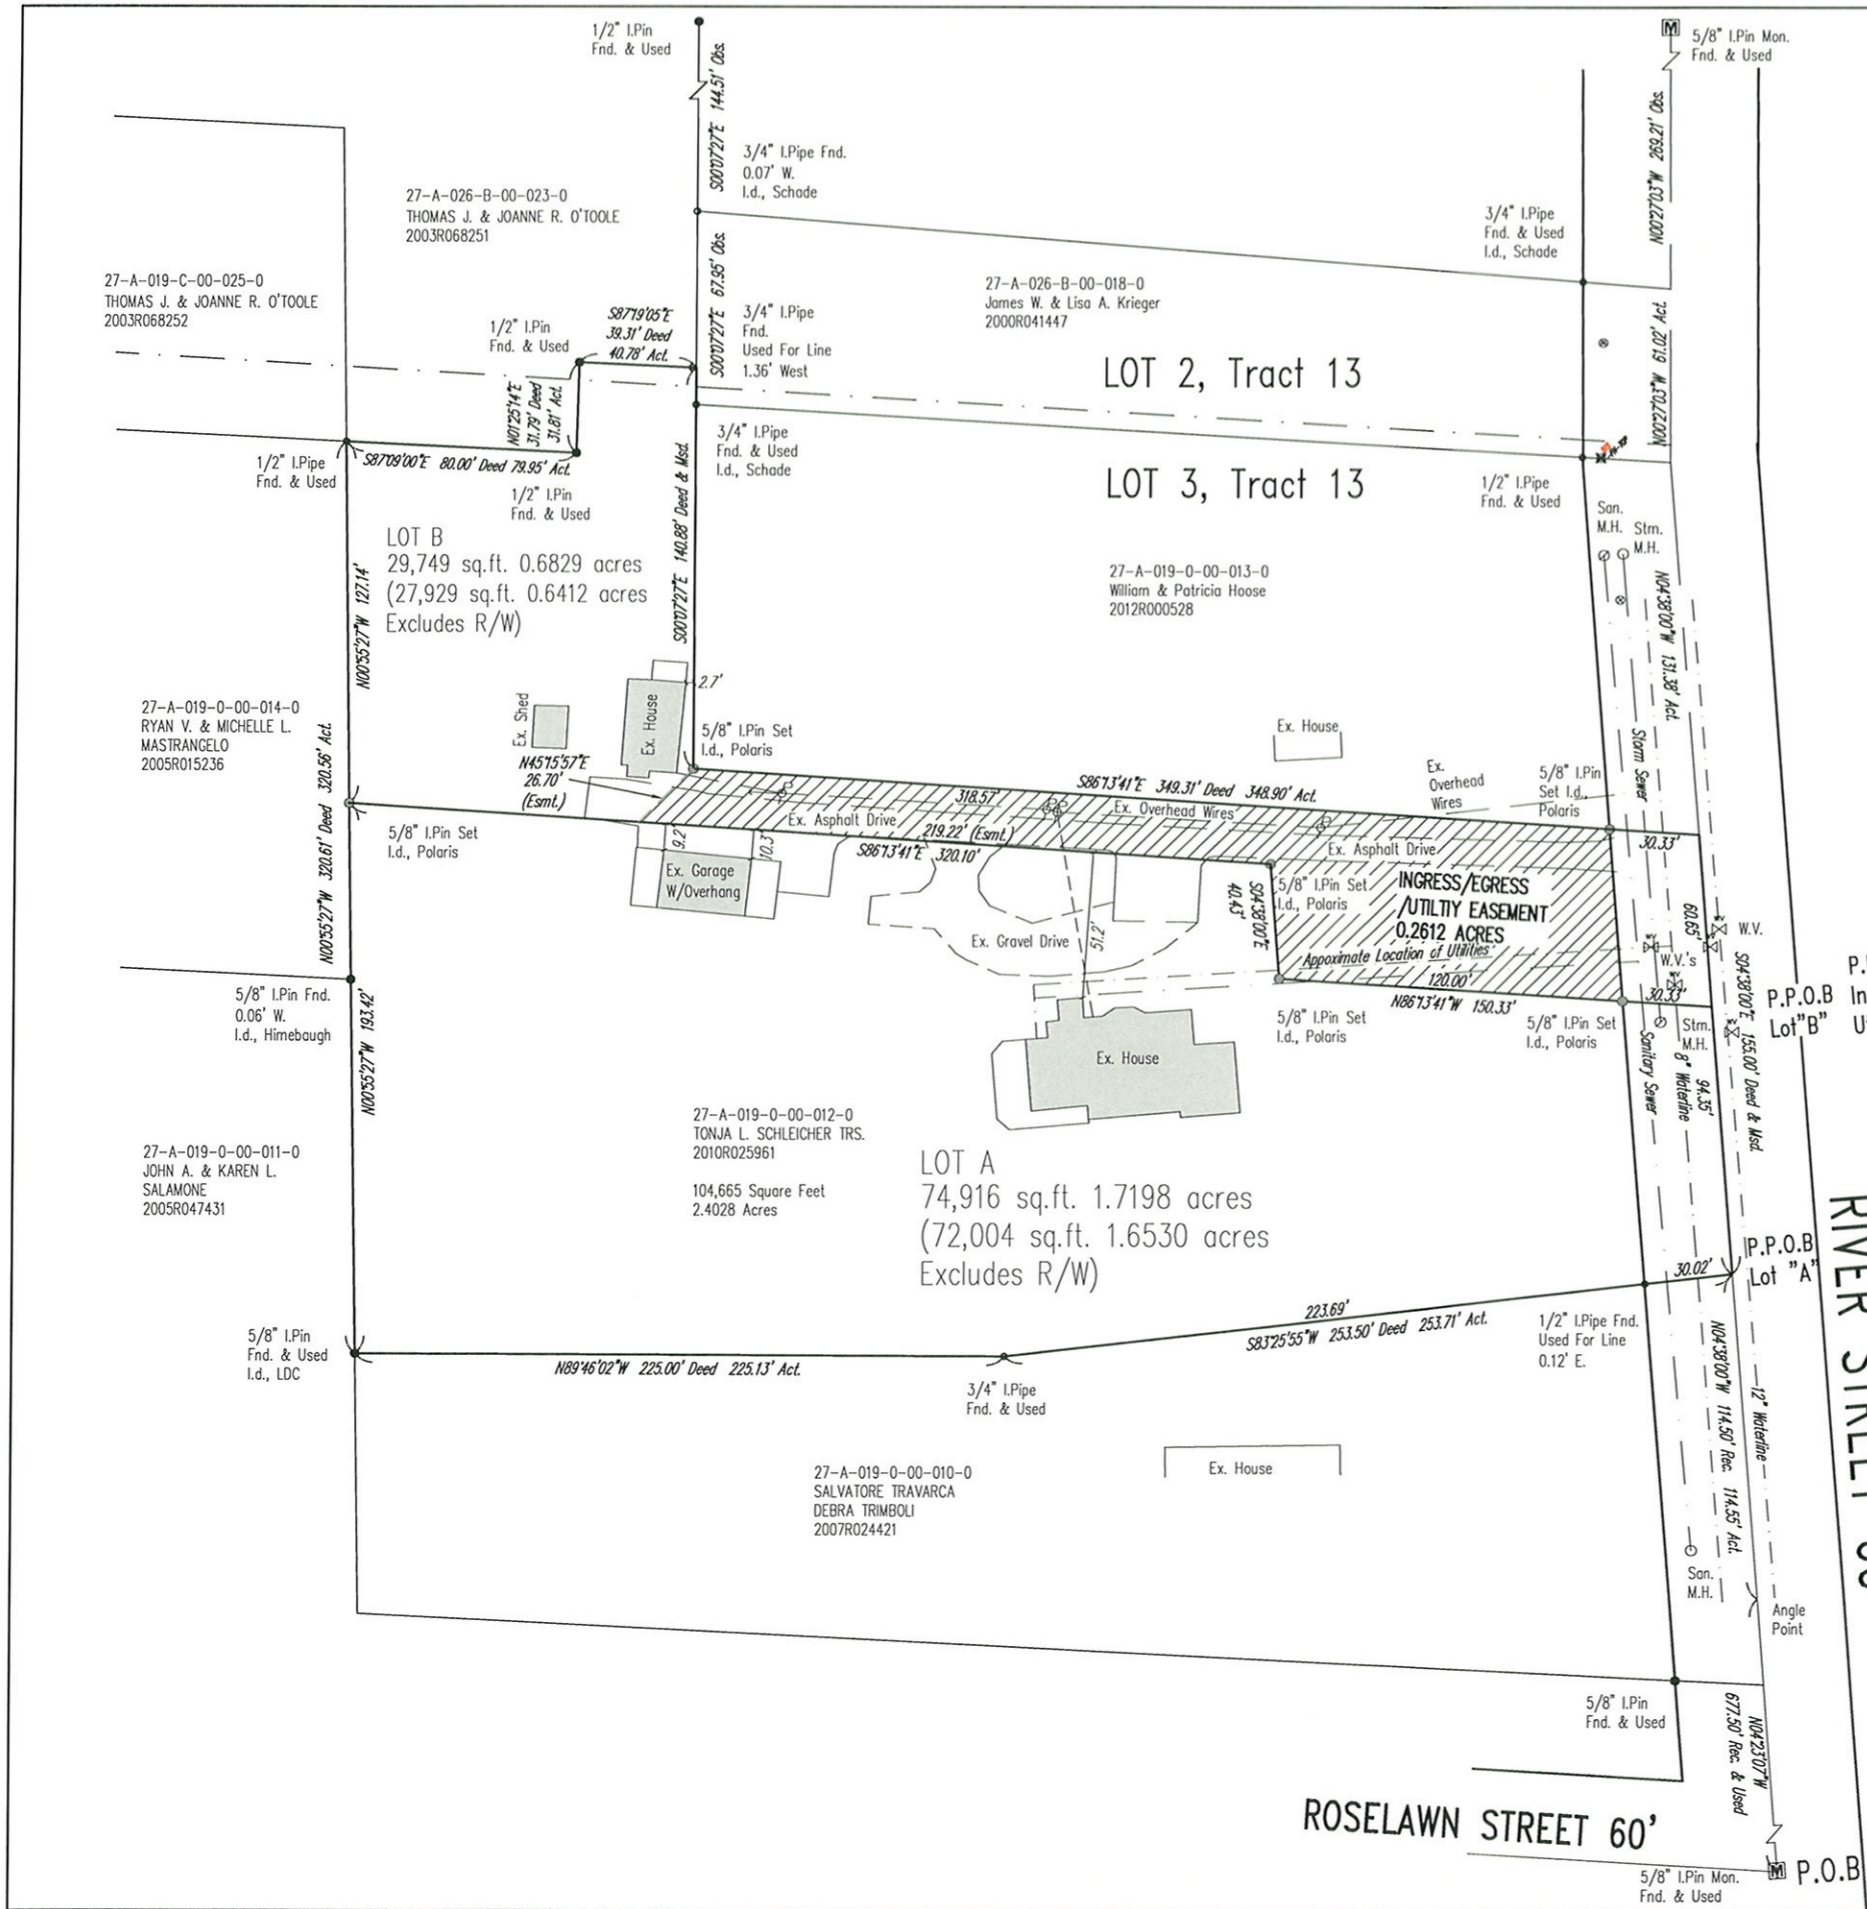 1/2" I.Pin
Fnd. & Used
S00°07'27"E 144.51' Obs.
M
5/8" I.Pin Mon.
Fnd. & Used
N00°27'03"W 269.21' Obs.
3/4" I.Pipe Fnd.
0.07' W.
I.d., Schade
27-A-026-B-00-023-0
THOMAS J. & JOANNE R. O'TOOLE
2003R068251
3/4" I.Pipe
Fnd. & Used
I.d., Schade
27-A-019-C-00-025-0
THOMAS J. & JOANNE R. O'TOOLE
2003R068252
S00°07'27"E 67.95' Obs.
27-A-026-B-00-018-0
James W. & Lisa A. Krieger
2000R041447
1/2" I.Pin
Fnd. & Used
S87°19'05"E
39.31' Deed
40.78' Act.
3/4" I.Pipe
Fnd.
Used For Line
1.36' West
N00°27'03"W 61.02' Act.
LOT 2, Tract 13
N01°25'14"E
31.79' Deed
31.81' Act.
3/4" I.Pipe
Fnd. & Used
I.d., Schade
1/2" I.Pipe
Fnd. & Used
S87°09'00"E 80.00' Deed 79.95' Act.
1/2" I.Pin
Fnd. & Used
LOT 3, Tract 13
1/2" I.Pipe
Fnd. & Used
San.
M.H.
Stm.
M.H.
LOT B
29,749 sq.ft. 0.6829 acres
(27,929 sq.ft. 0.6412 acres
Excludes R/W)
N00°55'27"W 127.14'
S00°07'27"E 140.88' Deed & Msd.
27-A-019-0-00-013-0
William & Patricia Hoose
2012R000528
N04°38'00"W 131.38' Act.
Storm Sewer
2.7'
27-A-019-0-00-014-0
RYAN V. & MICHELLE L.
MASTRANGELO
2005R015236
N00°55'27"W 320.61' Deed 320.56' Act.
Ex. Shed
Ex. House
5/8" I.Pin Set
I.d., Polaris
Ex. House
N45°15'57"E
26.70'
(Esmt.)
S86°13'41"E 349.31' Deed 348.90' Act.
Ex.
Overhead
Wires
5/8" I.Pin
Set I.d.,
Polaris
318.57'
Ex. Overhead Wires
Ex. Asphalt Drive
219.22' (Esmt.)
5/8" I.Pin Set
I.d., Polaris
9.2'
10.3'
S86°13'41"E 320.10'
Ex. Asphalt Drive
30.33'
Ex. Garage
W/Overhang
5/8" I.Pin Set
I.d., Polaris
S04°38'00"E
40.43'
INGRESS/EGRESS
/UTILTIY EASEMENT
0.2612 ACRES
Appoximate Location of Utilities
120.00'
60.65'
W.V.
W.V.'s
Ex. Gravel Drive
51.2'
30.33'
N86°13'41"W 150.33'
P.P.O.B
Lot"B"
5/8" I.Pin Fnd.
0.06' W.
I.d., Himebaugh
5/8" I.Pin Set
I.d., Polaris
5/8" I.Pin Set
I.d., Polaris
Stm.
M.H.
S04°38'00"E 155.00' Deed & Msd.
Ex. House
Sanitary Sewer
8" Waterline
94.35'
N00°55'27"W 193.42'
27-A-019-0-00-012-0
TONJA L. SCHLEICHER TRS.
2010R025961
104,665 Square Feet
2.4028 Acres
27-A-019-0-00-011-0
JOHN A. & KAREN L.
SALAMONE
2005R047431
LOT A
74,916 sq.ft. 1.7198 acres
(72,004 sq.ft. 1.6530 acres
Excludes R/W)
P.P.O.B
Lot "A"
RIVER STREET
30.02'
223.69'
S83°25'55"W 253.50' Deed 253.71' Act.
1/2" I.Pipe Fnd.
Used For Line
0.12' E.
5/8" I.Pin
Fnd. & Used
I.d., LDC
N89°46'02"W 225.00' Deed 225.13' Act.
3/4" I.Pipe
Fnd. & Used
N04°38'00"W 114.50' Rec. 114.55' Act.
12" Waterline
27-A-019-0-00-010-0
SALVATORE TRAVARCA
DEBRA TRIMBOLI
2007R024421
Ex. House
San.
M.H.
Angle
Point
5/8" I.Pin
Fnd. & Used
N04°23'07"W
677.50' Rec. & Used
ROSELAWN STREET 60'
5/8" I.Pin Mon.
Fnd. & Used
M
P.O.B